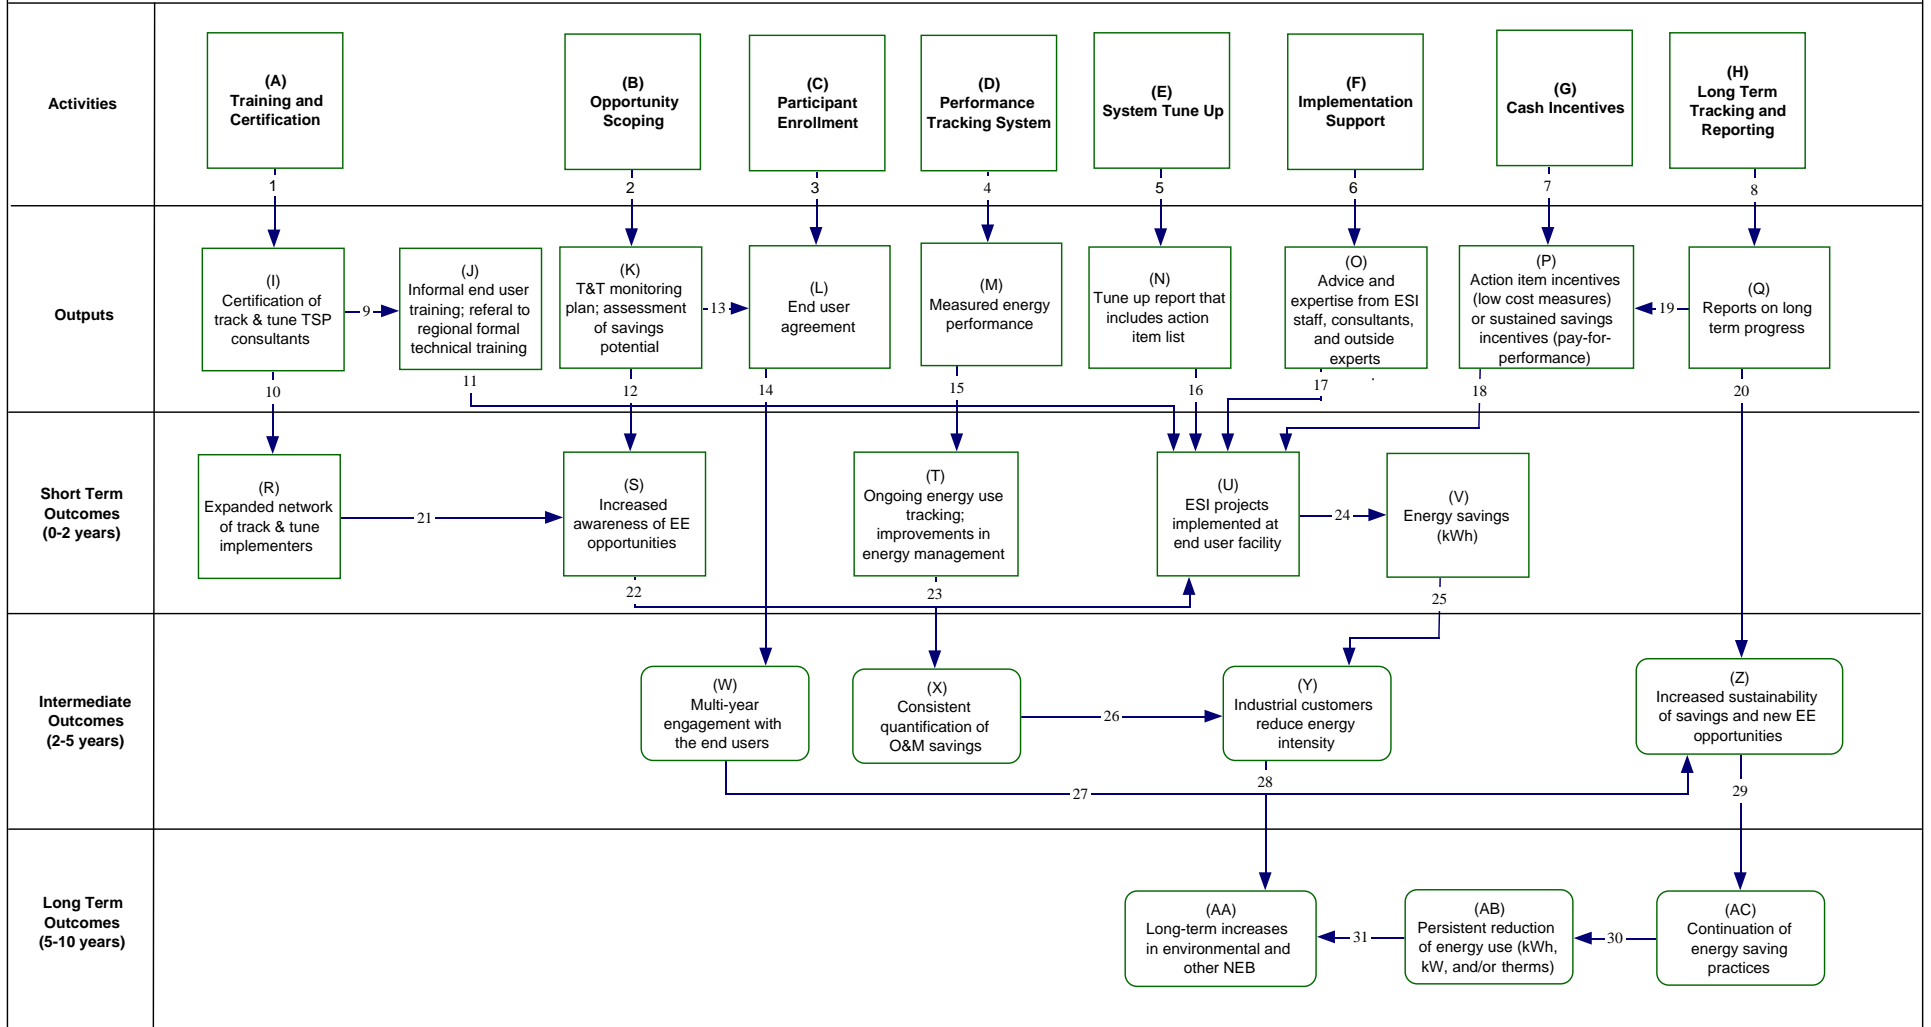 Activities
(A)
Training and
Certification
(B)
Opportunity
Scoping
(C)
Participant
Enrollment
(D)
Performance
Tracking System
(E)
System Tune Up
(F)
Implementation
Support
(G)
Cash Incentives
(H)
Long Term
Tracking and
Reporting
1
2
3
4
5
6
7
8
Outputs
(I)
Certification of
track & tune TSP
consultants
9
(J)
Informal end user
training; referal to
regional formal
technical training
(K)
T&T monitoring
plan; assessment
of savings
potential
13
(L)
End user
agreement
(M)
Measured energy
performance
(N)
Tune up report that
includes action
item list
(O)
Advice and
expertise from ESI
staff, consultants,
and outside
experts
(P)
Action item incentives
(low cost measures)
or sustained savings
incentives (pay-for-
performance)
19
(Q)
Reports on long
term progress
10
11
12
14
15
16
17
18
20
Short Term
Outcomes
(0-2 years)
(R)
Expanded network
of track & tune
implementers
21
(S)
Increased
awareness of EE
opportunities
(T)
Ongoing energy use
tracking;
improvements in
energy management
(U)
ESI projects
implemented at
end user facility
24
(V)
Energy savings
(kWh)
22
23
25
Intermediate
Outcomes
(2-5 years)
(W)
Multi-year
engagement with
the end users
(X)
Consistent
quantification of
O&M savings
26
(Y)
Industrial customers
reduce energy
intensity
(Z)
Increased sustainability
of savings and new EE
opportunities
27
28
29
Long Term
Outcomes
(5-10 years)
(AA)
Long-term increases
in environmental and
other NEB
31
(AB)
Persistent reduction
of energy use (kWh,
kW, and/or therms)
30
(AC)
Continuation of
energy saving
practices